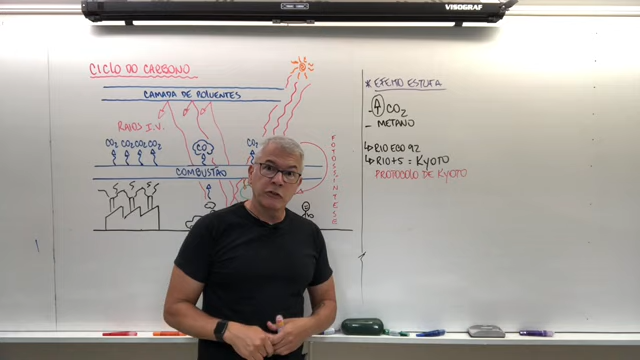 VISOGRAF
CICLO DO CARBONO
CAMADA DE POLUENTES
RAIOS I.V.
CO2 CO2 CO2 CO2
CO
CO2
COMBUSTÃO
FOTOSSÍNTESE
* EFEITO ESTUFA
- ↑ CO2
- METANO
↳ RIO ECO 92
↳ RIO+5 = KYOTO
PROTOCOLO DE KYOTO